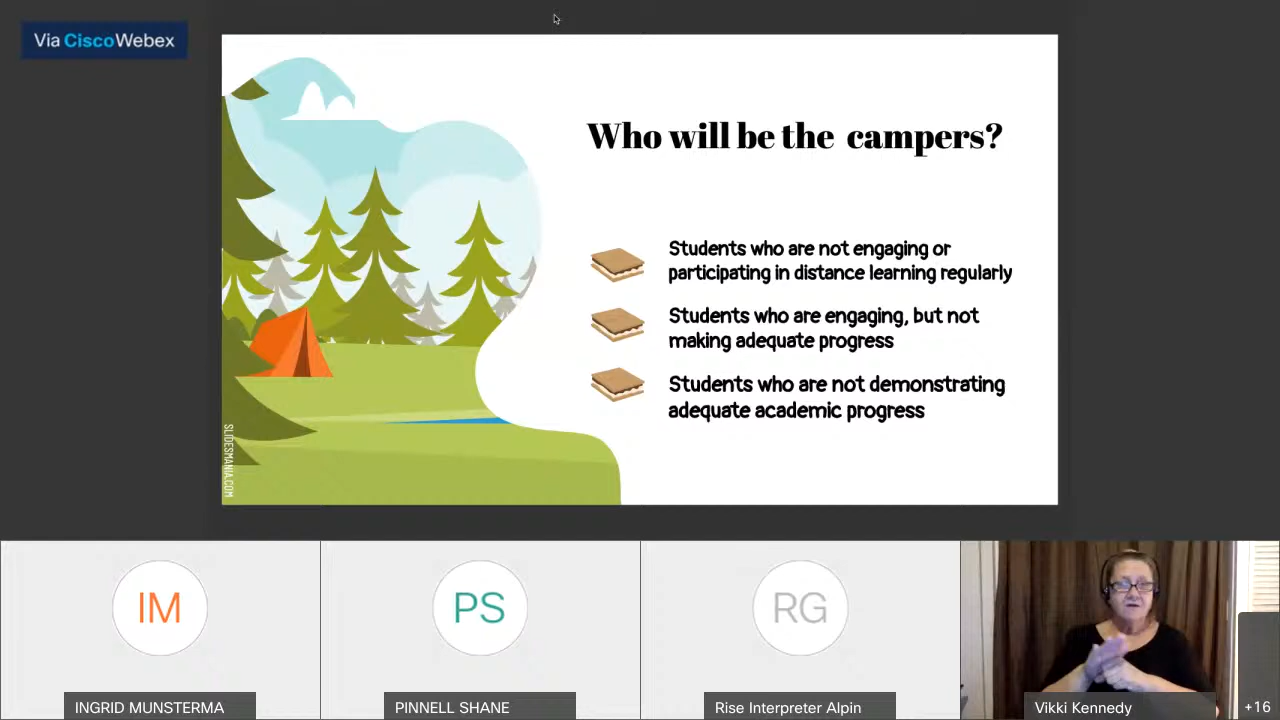 Via Cisco Webex
Who will be the campers?
Students who are not engaging or
participating in distance learning regularly
Students who are engaging, but not
making adequate progress
Students who are not demonstrating
adequate academic progress
SLIDESMANIA.COM
IM
PS
RG
INGRID MUNSTERMA
PINNELL SHANE
Rise Interpreter Alpin
Vikki Kennedy
+16